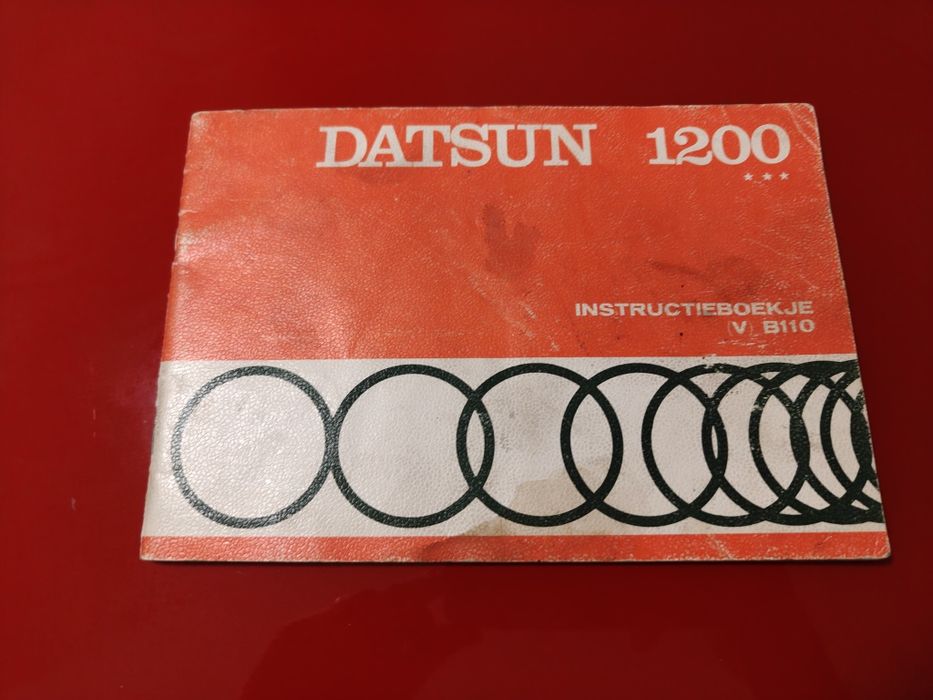 DATSUN 1200
***
INSTRUCTIEBOEKJE
(V) B110